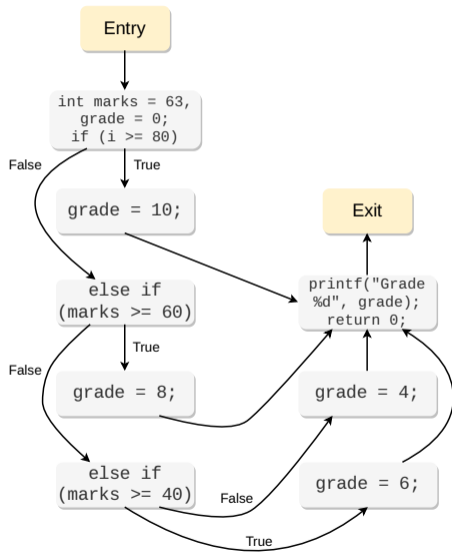 Entry
int marks = 63,
grade = 0;
if (i >= 80)
False
True
grade = 10;
Exit
else if
(marks >= 60)
printf("Grade
%d", grade);
return 0;
False
True
grade = 8;
grade = 4;
else if
(marks >= 40)
False
grade = 6;
True